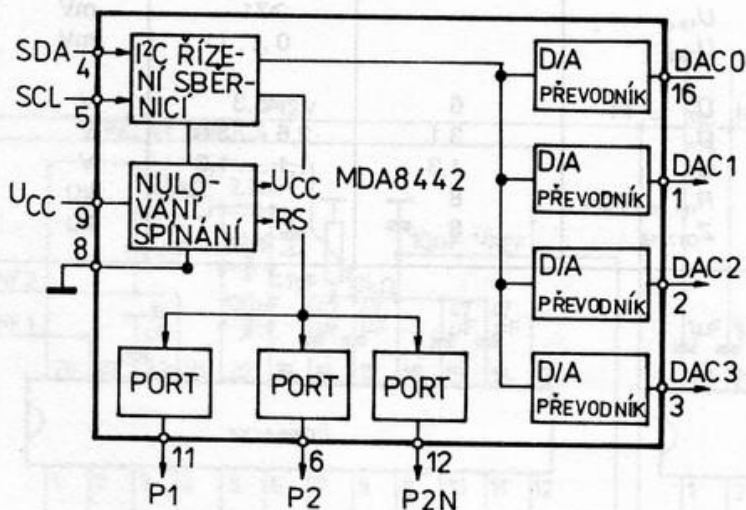 SDA
4
SCL
5
I²C ŘÍZE-
NÍ SBĚR-
NICÍ
U_CC
9
8
NULO-
VÁNÍ,
SPÍNÁNÍ
U_CC
RS
MDA8442
D/A
PŘEVODNÍK
DAC0
16
D/A
PŘEVODNÍK
DAC1
1
D/A
PŘEVODNÍK
DAC2
2
D/A
PŘEVODNÍK
DAC3
3
PORT
PORT
PORT
11
6
12
P1
P2
P2N